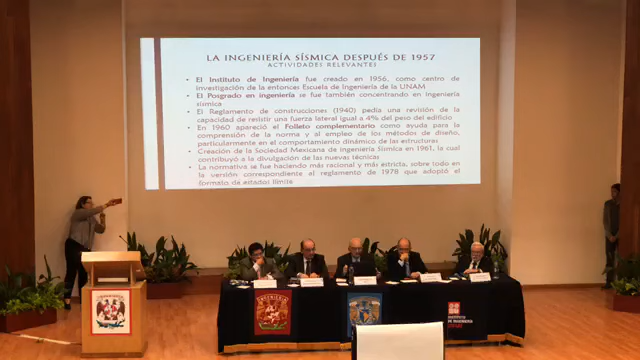 LA INGENIERÍA SÍSMICA DESPUÉS DE 1957
ACTIVIDADES RELEVANTES
• El Instituto de Ingeniería fue creado en 1956, como centro de
investigación de la entonces Escuela de Ingeniería de la UNAM
• El Posgrado en ingeniería se fue también concentrando en ingeniería
sísmica
• El Reglamento de construcciones (1940) pedía una revisión de la
capacidad de resistir una fuerza lateral igual a 4% del peso del edificio
• En 1960 apareció el Folleto complementario como ayuda para la
comprensión de la norma y al empleo de los métodos de diseño,
particularmente en el comportamiento dinámico de las estructuras
• Creación de la Sociedad Mexicana de Ingeniería Sísmica en 1961, la cual
contribuyó a la divulgación de las nuevas técnicas
• La normativa se fue haciendo más racional y más estricta, sobre todo en
la versión correspondiente al reglamento de 1978 que adoptó el
formato de estados límite
INGENIERÍA
INSTITUTO
DE INGENIERÍA
UNAM